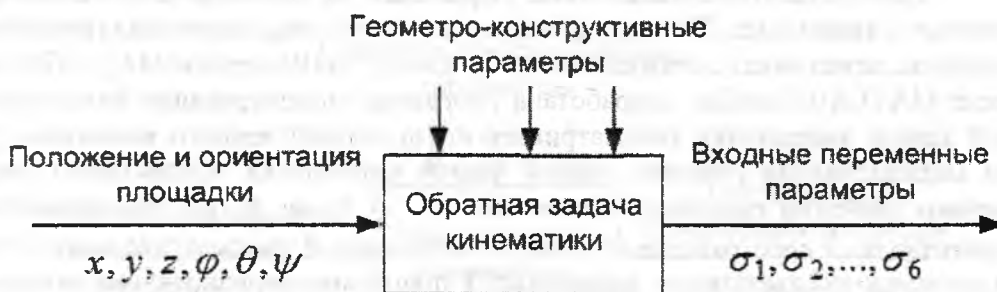 Геометро-конструктивные
параметры
Положение и ориентация
площадки
x, y, z, φ, θ, ψ
Обратная задача
кинематики
Входные переменные
параметры
σ₁, σ₂, ..., σ₆